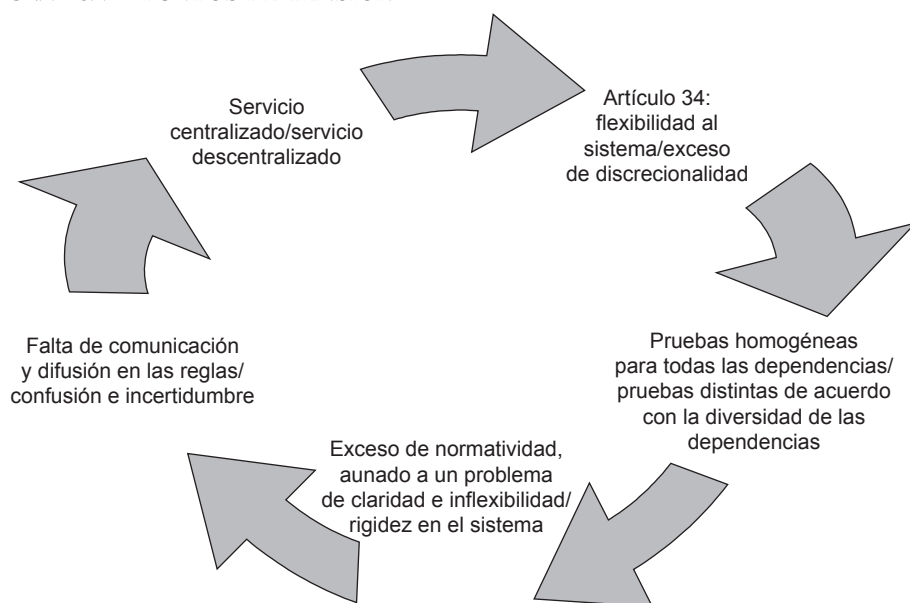 Servicio
centralizado/servicio
descentralizado
Artículo 34:
flexibilidad al
sistema/exceso
de discrecionalidad
Pruebas homogéneas
para todas las dependencias/
pruebas distintas de acuerdo
con la diversidad de las
dependencias
Exceso de normatividad,
aunado a un problema
de claridad e inflexibilidad/
rigidez en el sistema
Falta de comunicación
y difusión en las reglas/
confusión e incertidumbre